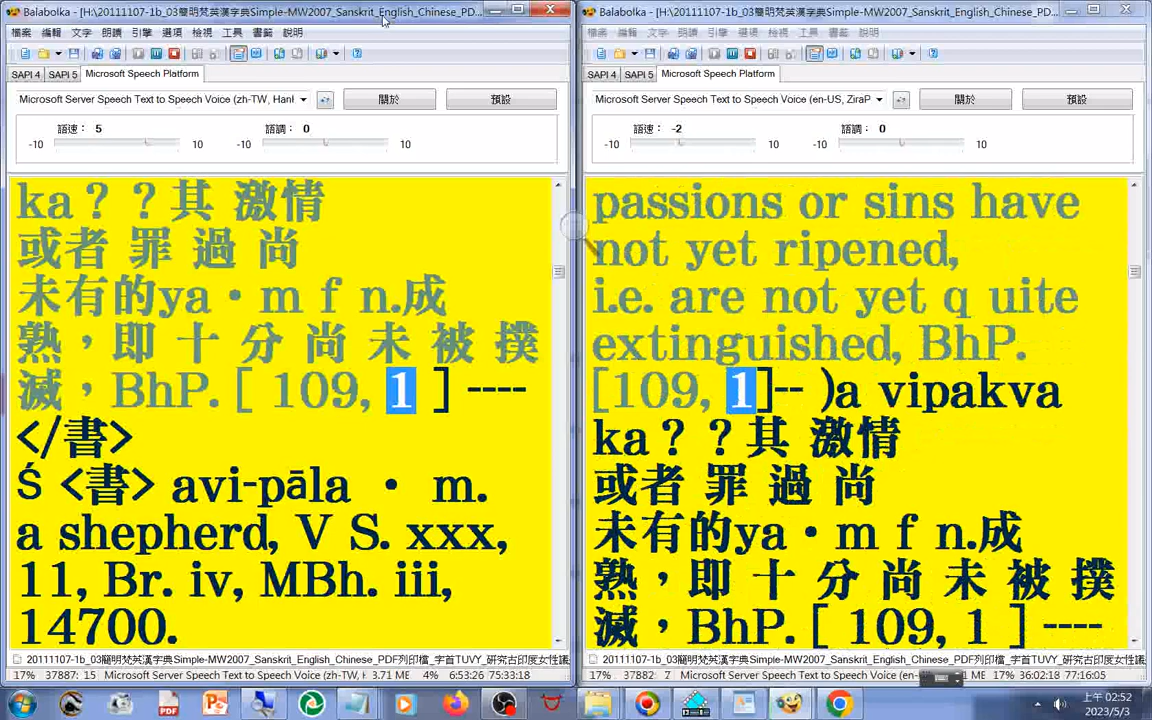 Balabolka - [H:\20111107-1b_03簡明梵英漢字典Simple-MW2007_Sanskrit_English_Chinese_PD...
檔案 編輯 文字 朗讀 引擎 選項 檢視 工具 書籤 說明
SAPI 4 SAPI 5 Microsoft Speech Platform
Microsoft Server Speech Text to Speech Voice (zh-TW, Hanl
關於
預設
語速： 5
語調： 0
-10 10 -10 10
ka？？其 激情
或者 罪 過 尚
未有的ya・m f n.成
熟，即 十 分 尚 未 被 撲
滅，BhP. [ 109, 1 ] ----
</書>
Ś <書> avi-pāla • m.
a shepherd, V S. xxx,
11, Br. iv, MBh. iii,
14700.
20111107-1b_03簡明梵英漢字典Simple-MW2007_Sanskrit_English_Chinese_PDF列印檔_字首TUVY_研究古印度女性議
17% 37887: 15 Microsoft Speech Text to Speech Voice (zh-TW, 3.71 MB 4% 6:53:26 75:33:18
Balabolka - [H:\20111107-1b_03簡明梵英漢字典Simple-MW2007_Sanskrit_English_Chinese_PD...
檔案 編輯 文字 朗讀 引擎 選項 檢視 工具 書籤 說明
SAPI 4 SAPI 5 Microsoft Speech Platform
Microsoft Server Speech Text to Speech Voice (en-US, ZiraP
關於
預設
語速： -2
語調： 0
-10 10 -10 10
passions or sins have
not yet ripened,
i.e. are not yet q uite
extinguished, BhP.
[109, 1]-- )a vipakva
ka？？其 激情
或者 罪 過 尚
未有的ya・m f n.成
熟，即 十 分 尚 未 被 撲
滅，BhP. [ 109, 1 ] ----
20111107-1b_03簡明梵英漢字典Simple-MW2007_Sanskrit_English_Chinese_PDF列印檔_字首TUVY_研究古印度女性議
17% 37882: 7 Microsoft Speech Text to Speech Voice 17% 36:02:18 77:16:05
上午 02:52
2023/5/3